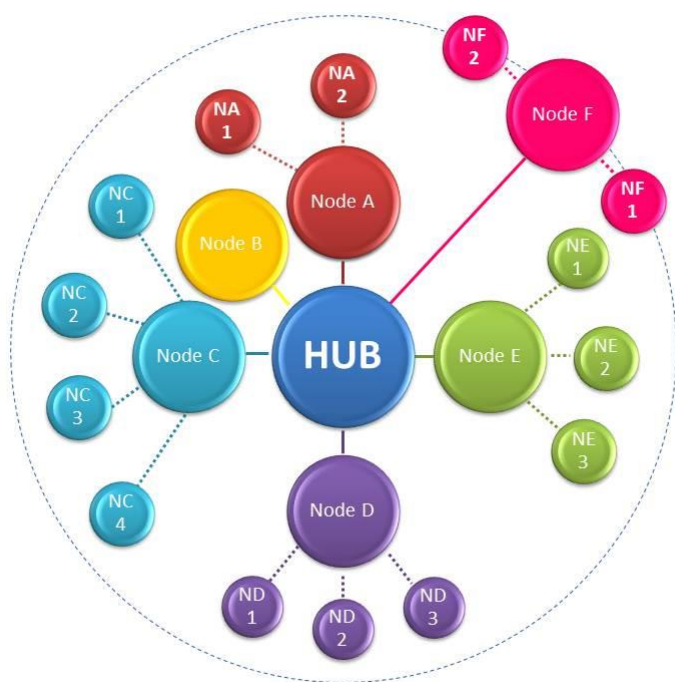 NF
2
NA
2
NA
1
Node F
NC
1
Node A
NF
1
Node B
NE
1
NC
2
Node C
HUB
Node E
NE
2
NC
3
NE
3
NC
4
Node D
ND
1
ND
2
ND
3